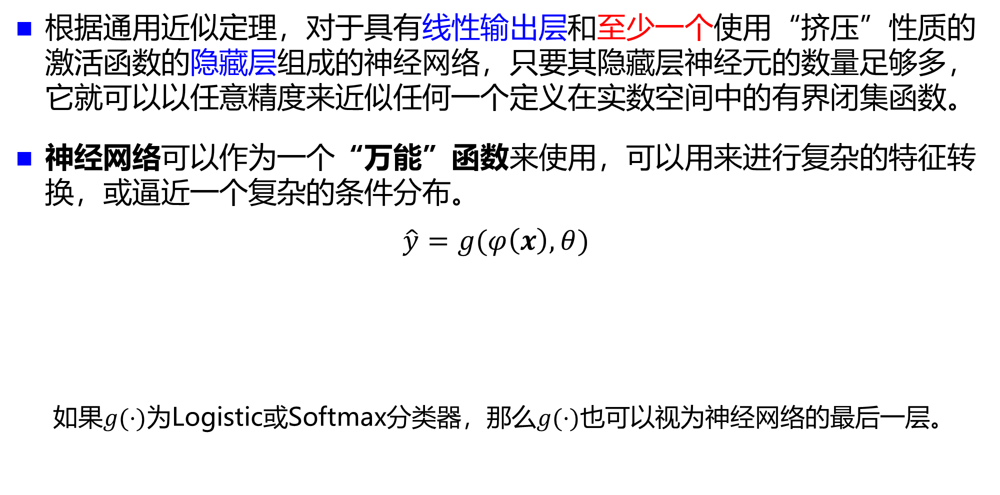 ■ 根据通用近似定理，对于具有线性输出层和至少一个使用“挤压”性质的
激活函数的隐藏层组成的神经网络，只要其隐藏层神经元的数量足够多，
它就可以以任意精度来近似任何一个定义在实数空间中的有界闭集函数。
■ 神经网络可以作为一个“万能”函数来使用，可以用来进行复杂的特征转
换，或逼近一个复杂的条件分布。
ŷ = g(φ(x), θ)
如果g(·)为Logistic或Softmax分类器，那么g(·)也可以视为神经网络的最后一层。